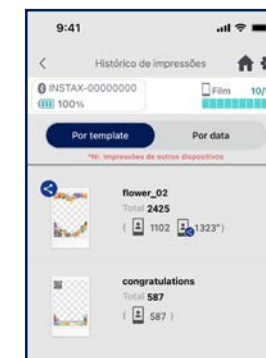 9:41
Histórico de impressões
INSTAX-00000000
100%
Film 10/
Por template
Por data
*Nr. Impressões de outros dispositivos
flower_02
Total 2425
( 1102 1323*)
congratulations
Total 587
( 587 )